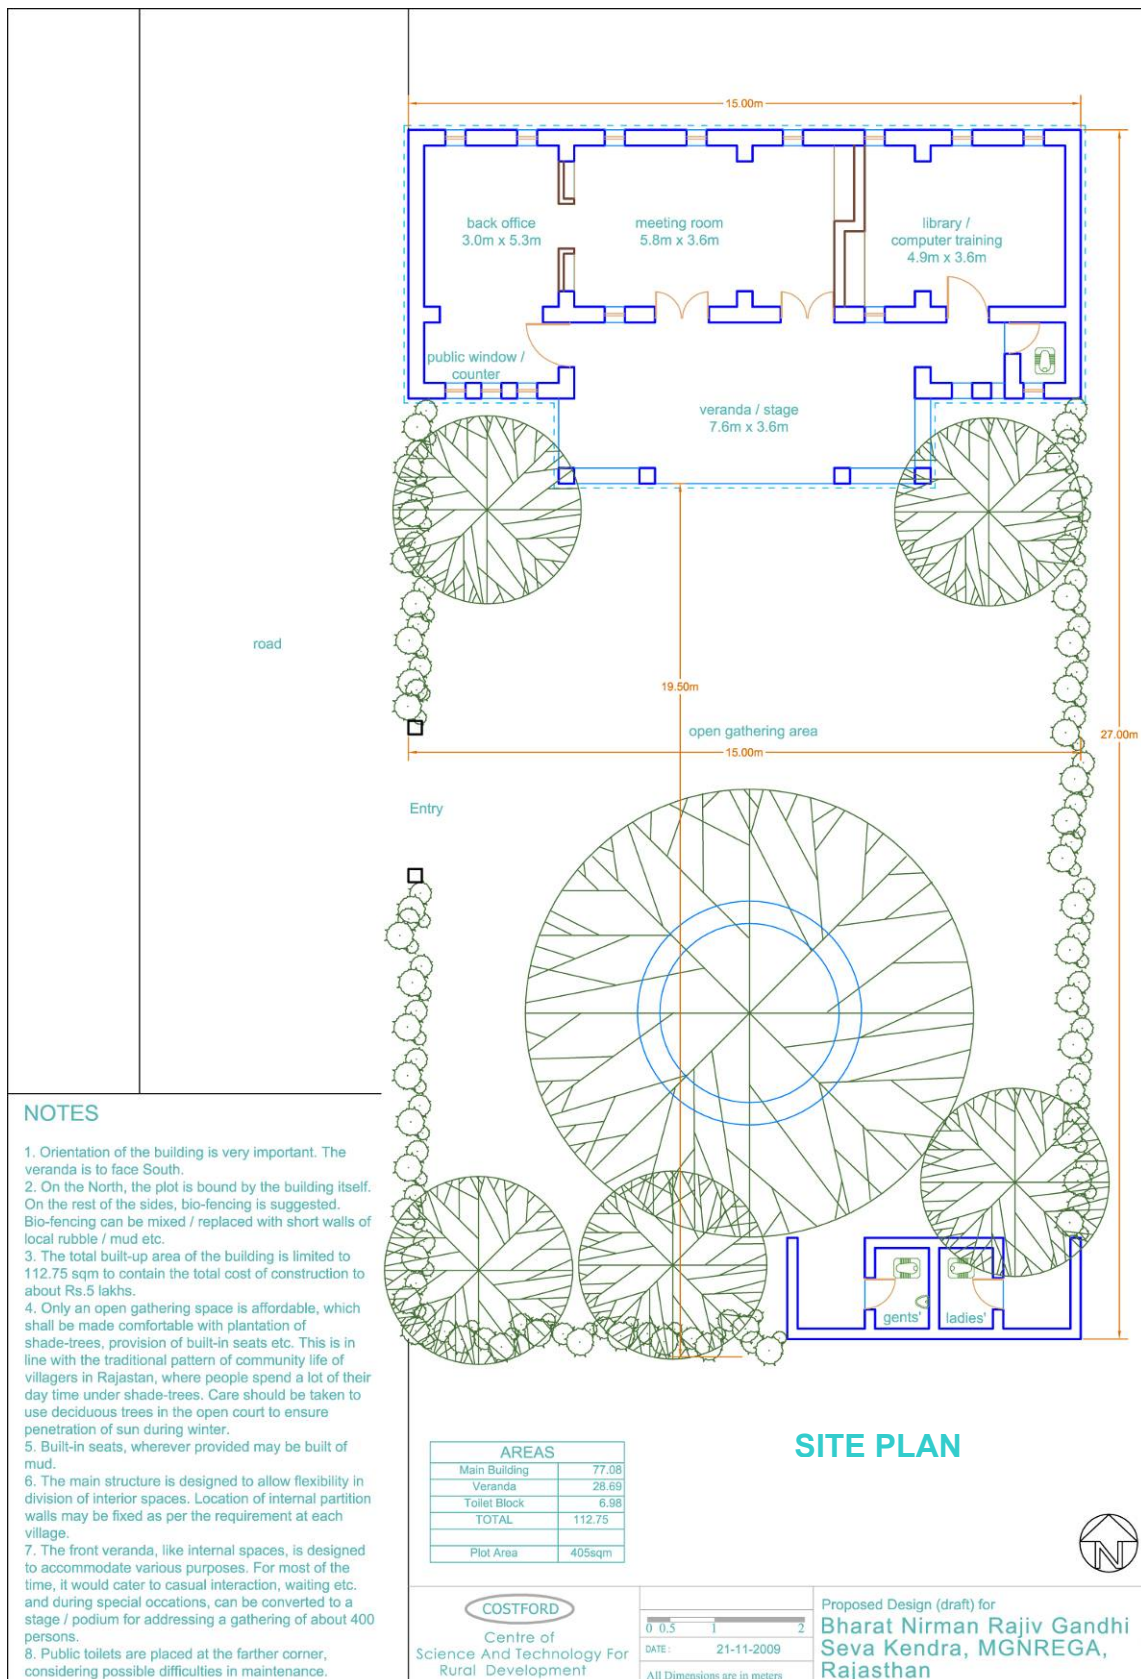 15.00m
back office
3.0m x 5.3m
meeting room
5.8m x 3.6m
library /
computer training
4.9m x 3.6m
public window /
counter
veranda / stage
7.6m x 3.6m
road
19.50m
open gathering area
15.00m
27.00m
Entry
gents'
ladies'
NOTES
1. Orientation of the building is very important. The
veranda is to face South.
2. On the North, the plot is bound by the building itself.
On the rest of the sides, bio-fencing is suggested.
Bio-fencing can be mixed / replaced with short walls of
local rubble / mud etc.
3. The total built-up area of the building is limited to
112.75 sqm to contain the total cost of construction to
about Rs.5 lakhs.
4. Only an open gathering space is affordable, which
shall be made comfortable with plantation of
shade-trees, provision of built-in seats etc. This is in
line with the traditional pattern of community life of
villagers in Rajastan, where people spend a lot of their
day time under shade-trees. Care should be taken to
use deciduous trees in the open court to ensure
penetration of sun during winter.
5. Built-in seats, wherever provided may be built of
mud.
6. The main structure is designed to allow flexibility in
division of interior spaces. Location of internal partition
walls may be fixed as per the requirement at each
village.
7. The front veranda, like internal spaces, is designed
to accommodate various purposes. For most of the
time, it would cater to casual interaction, waiting etc.
and during special occations, can be converted to a
stage / podium for addressing a gathering of about 400
persons.
8. Public toilets are placed at the farther corner,
considering possible difficulties in maintenance.
SITE PLAN
AREAS
Main Building 77.08
Veranda 28.69
Toilet Block 6.98
TOTAL 112.75
Plot Area 405sqm
N
COSTFORD
Centre of
Science And Technology For
Rural Development
0 0.5 1 2
DATE : 21-11-2009
All Dimensions are in meters
Proposed Design (draft) for
Bharat Nirman Rajiv Gandhi
Seva Kendra, MGNREGA,
Rajasthan